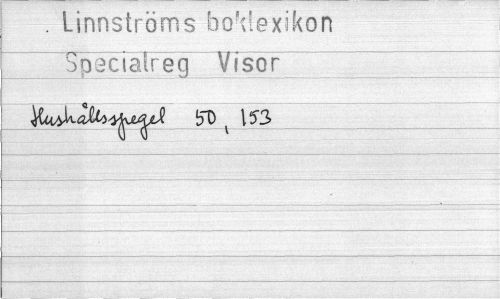 Linnströms boklexikon
Specialreg Visor
Hushållsspegel 50, 153